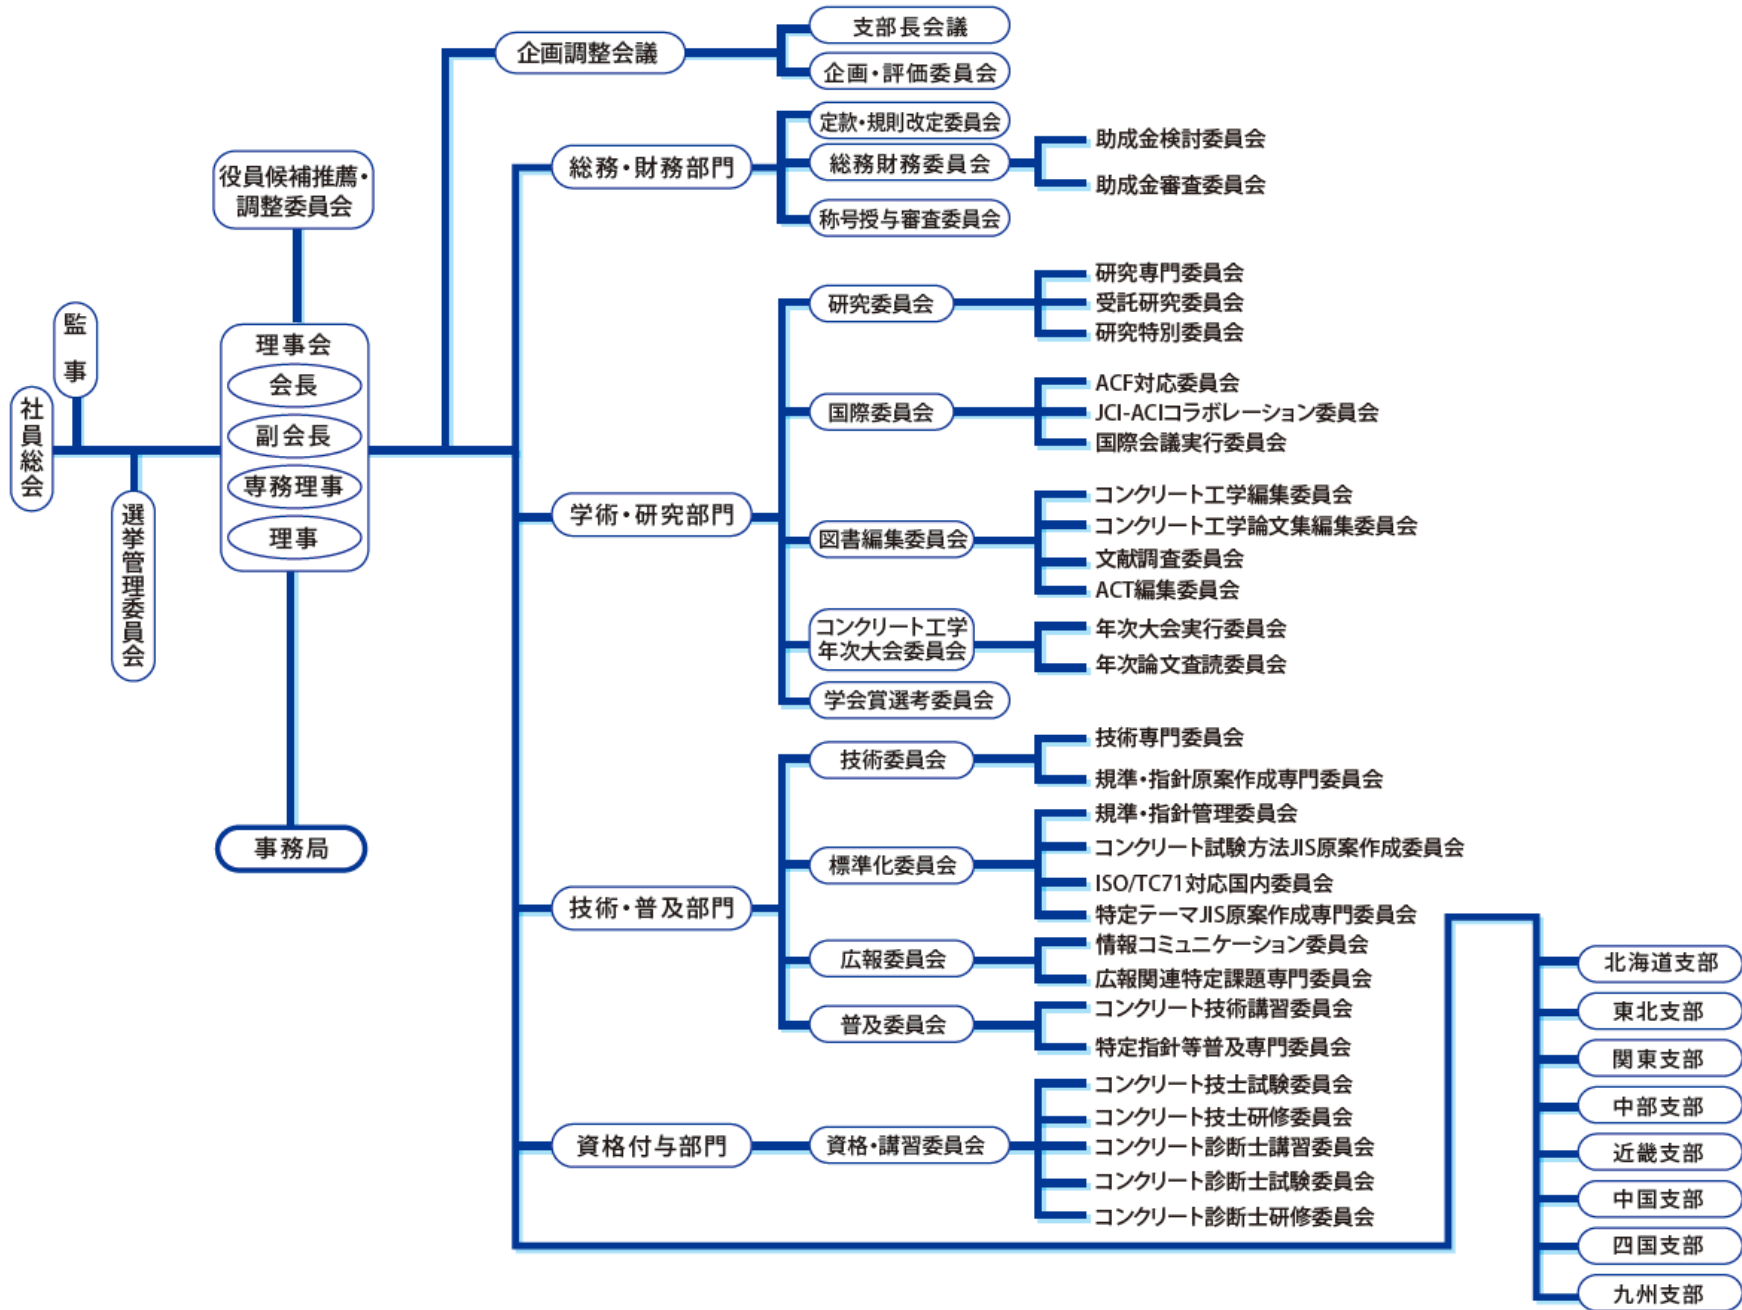 企画調整会議
支部長会議
企画・評価委員会
総務・財務部門
定款・規則改定委員会
総務財務委員会
助成金検討委員会
助成金審査委員会
称号授与審査委員会
役員候補推薦・
調整委員会
監事
社員総会
選挙管理委員会
理事会
会長
副会長
専務理事
理事
事務局
学術・研究部門
研究委員会
研究専門委員会
受託研究委員会
研究特別委員会
国際委員会
ACF対応委員会
JCI-ACIコラボレーション委員会
国際会議実行委員会
図書編集委員会
コンクリート工学編集委員会
コンクリート工学論文集編集委員会
文献調査委員会
ACT編集委員会
コンクリート工学
年次大会委員会
年次大会実行委員会
年次論文査読委員会
学会賞選考委員会
技術・普及部門
技術委員会
技術専門委員会
規準・指針原案作成専門委員会
標準化委員会
規準・指針管理委員会
コンクリート試験方法JIS原案作成委員会
ISO/TC71対応国内委員会
特定テーマJIS原案作成専門委員会
広報委員会
情報コミュニケーション委員会
広報関連特定課題専門委員会
普及委員会
コンクリート技術講習委員会
特定指針等普及専門委員会
資格付与部門
資格・講習委員会
コンクリート技士試験委員会
コンクリート技士研修委員会
コンクリート診断士講習委員会
コンクリート診断士試験委員会
コンクリート診断士研修委員会
北海道支部
東北支部
関東支部
中部支部
近畿支部
中国支部
四国支部
九州支部